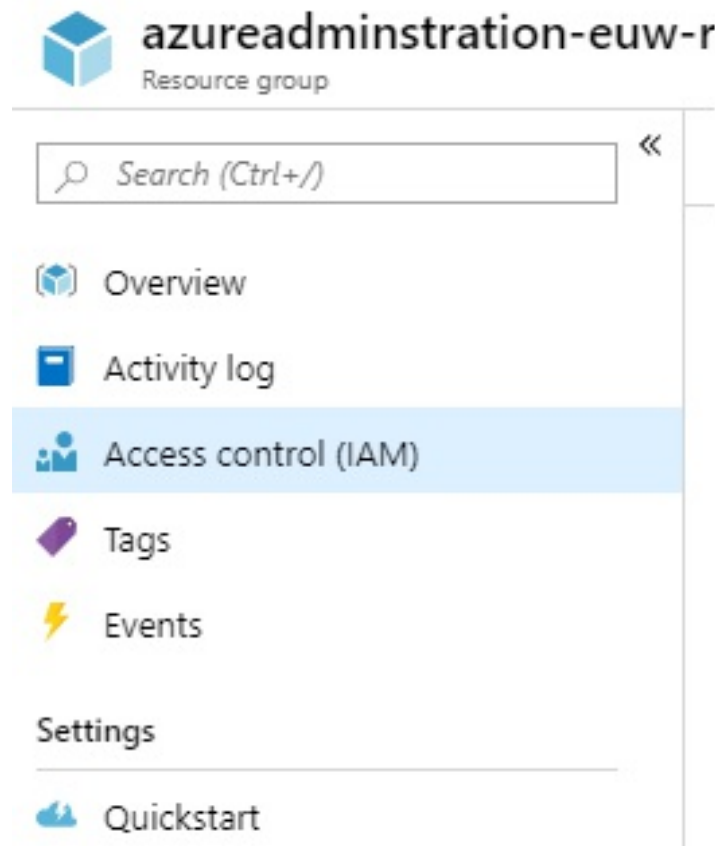 azureadminstration-euw-r
Resource group
Search (Ctrl+/)
«
Overview
Activity log
Access control (IAM)
Tags
Events
Settings
Quickstart